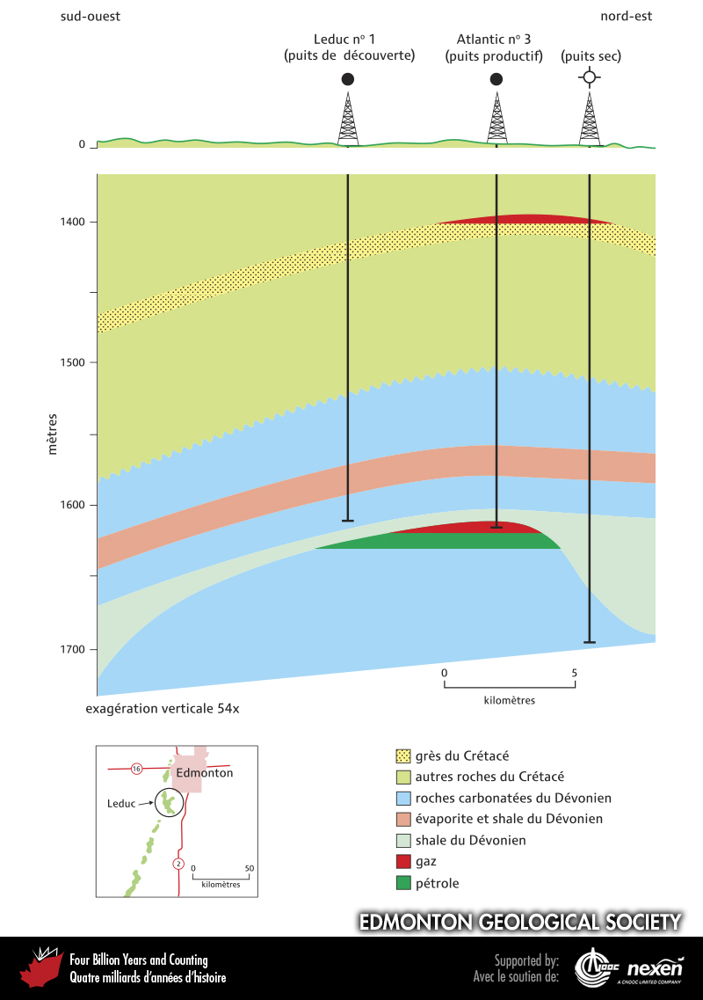 sud-ouest
nord-est
Leduc nº 1
(puits de découverte)
Atlantic nº 3
(puits productif)
(puits sec)
0
1400
1500
mètres
1600
1700
0 5
kilomètres
exagération verticale 54x
16
Edmonton
Leduc
2
0 50
kilomètres
grès du Crétacé
autres roches du Crétacé
roches carbonatées du Dévonien
évaporite et shale du Dévonien
shale du Dévonien
gaz
pétrole
EDMONTON GEOLOGICAL SOCIETY
Four Billion Years and Counting
Quatre milliards d'années d'histoire
Supported by:
Avec le soutien de:
CNOOC
nexen
A CNOOC LIMITED COMPANY